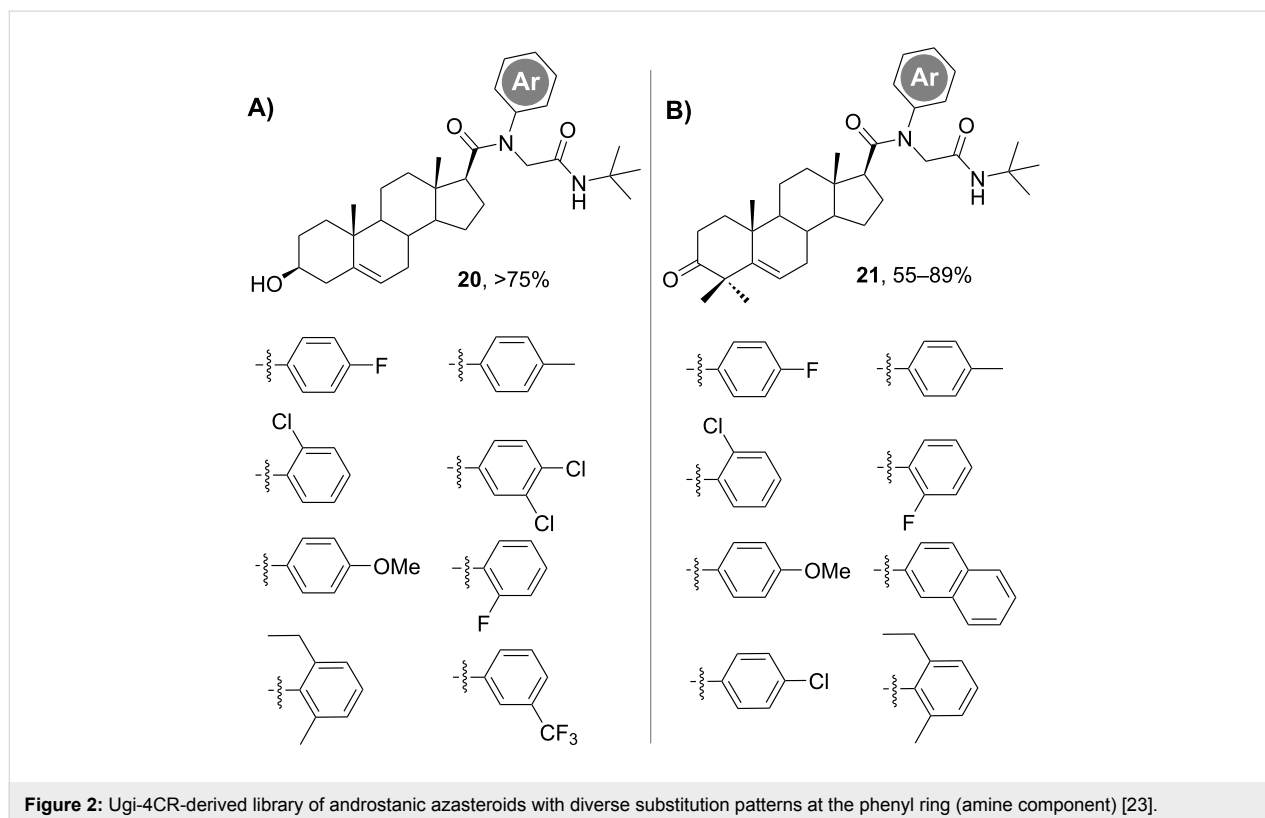 A)
Ar
O
N
O
N
H
HO
20, >75%
B)
Ar
O
N
O
N
H
O
21, 55–89%
F
Cl
Cl
Cl
OMe
F
CF3
F
Cl
F
OMe
Cl
Figure 2: Ugi-4CR-derived library of androstanic azasteroids with diverse substitution patterns at the phenyl ring (amine component) [23].